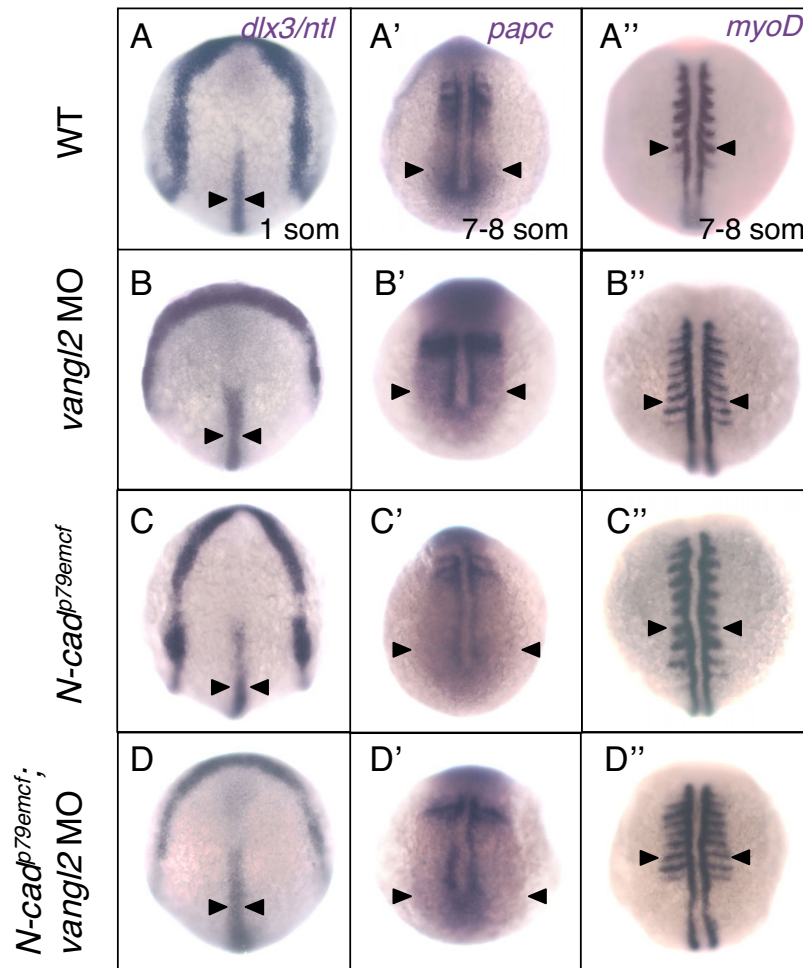 A dlx3/ntl
A' papc
A'' myoD
WT
1 som
7-8 som
7-8 som
B
B'
B''
vangl2 MO
C
C'
C''
N-cadp79emcf
D
D'
D''
N-cadp79emcf;
vangl2 MO